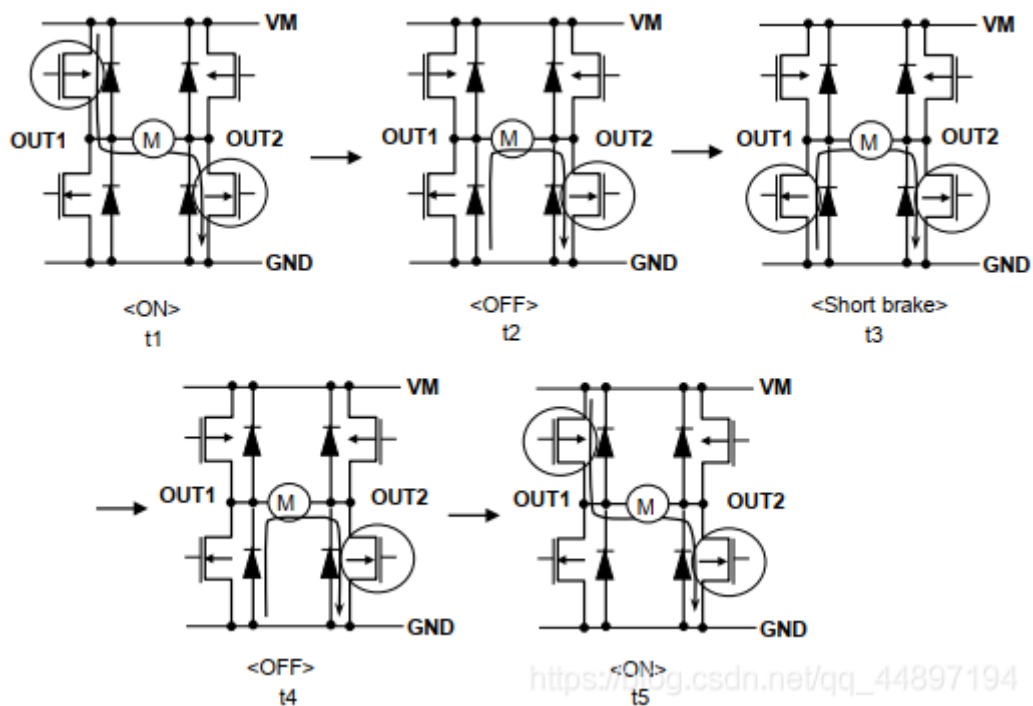 VM VM VM
OUT1 M OUT2 OUT1 M OUT2 OUT1 M OUT2
GND GND GND
<ON> <OFF> <Short brake>
t1 t2 t3
VM VM
OUT1 M OUT2 OUT1 M OUT2
GND GND
<OFF> <ON>
t4 t5
https://blog.csdn.net/qq_44897194